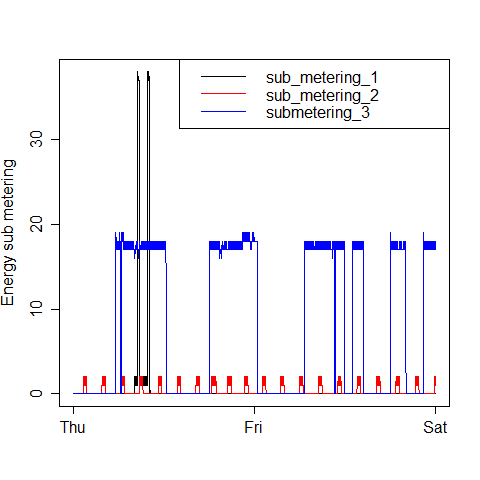 sub_metering_1
sub_metering_2
submetering_3
Energy sub metering
30
20
10
0
Thu
Fri
Sat